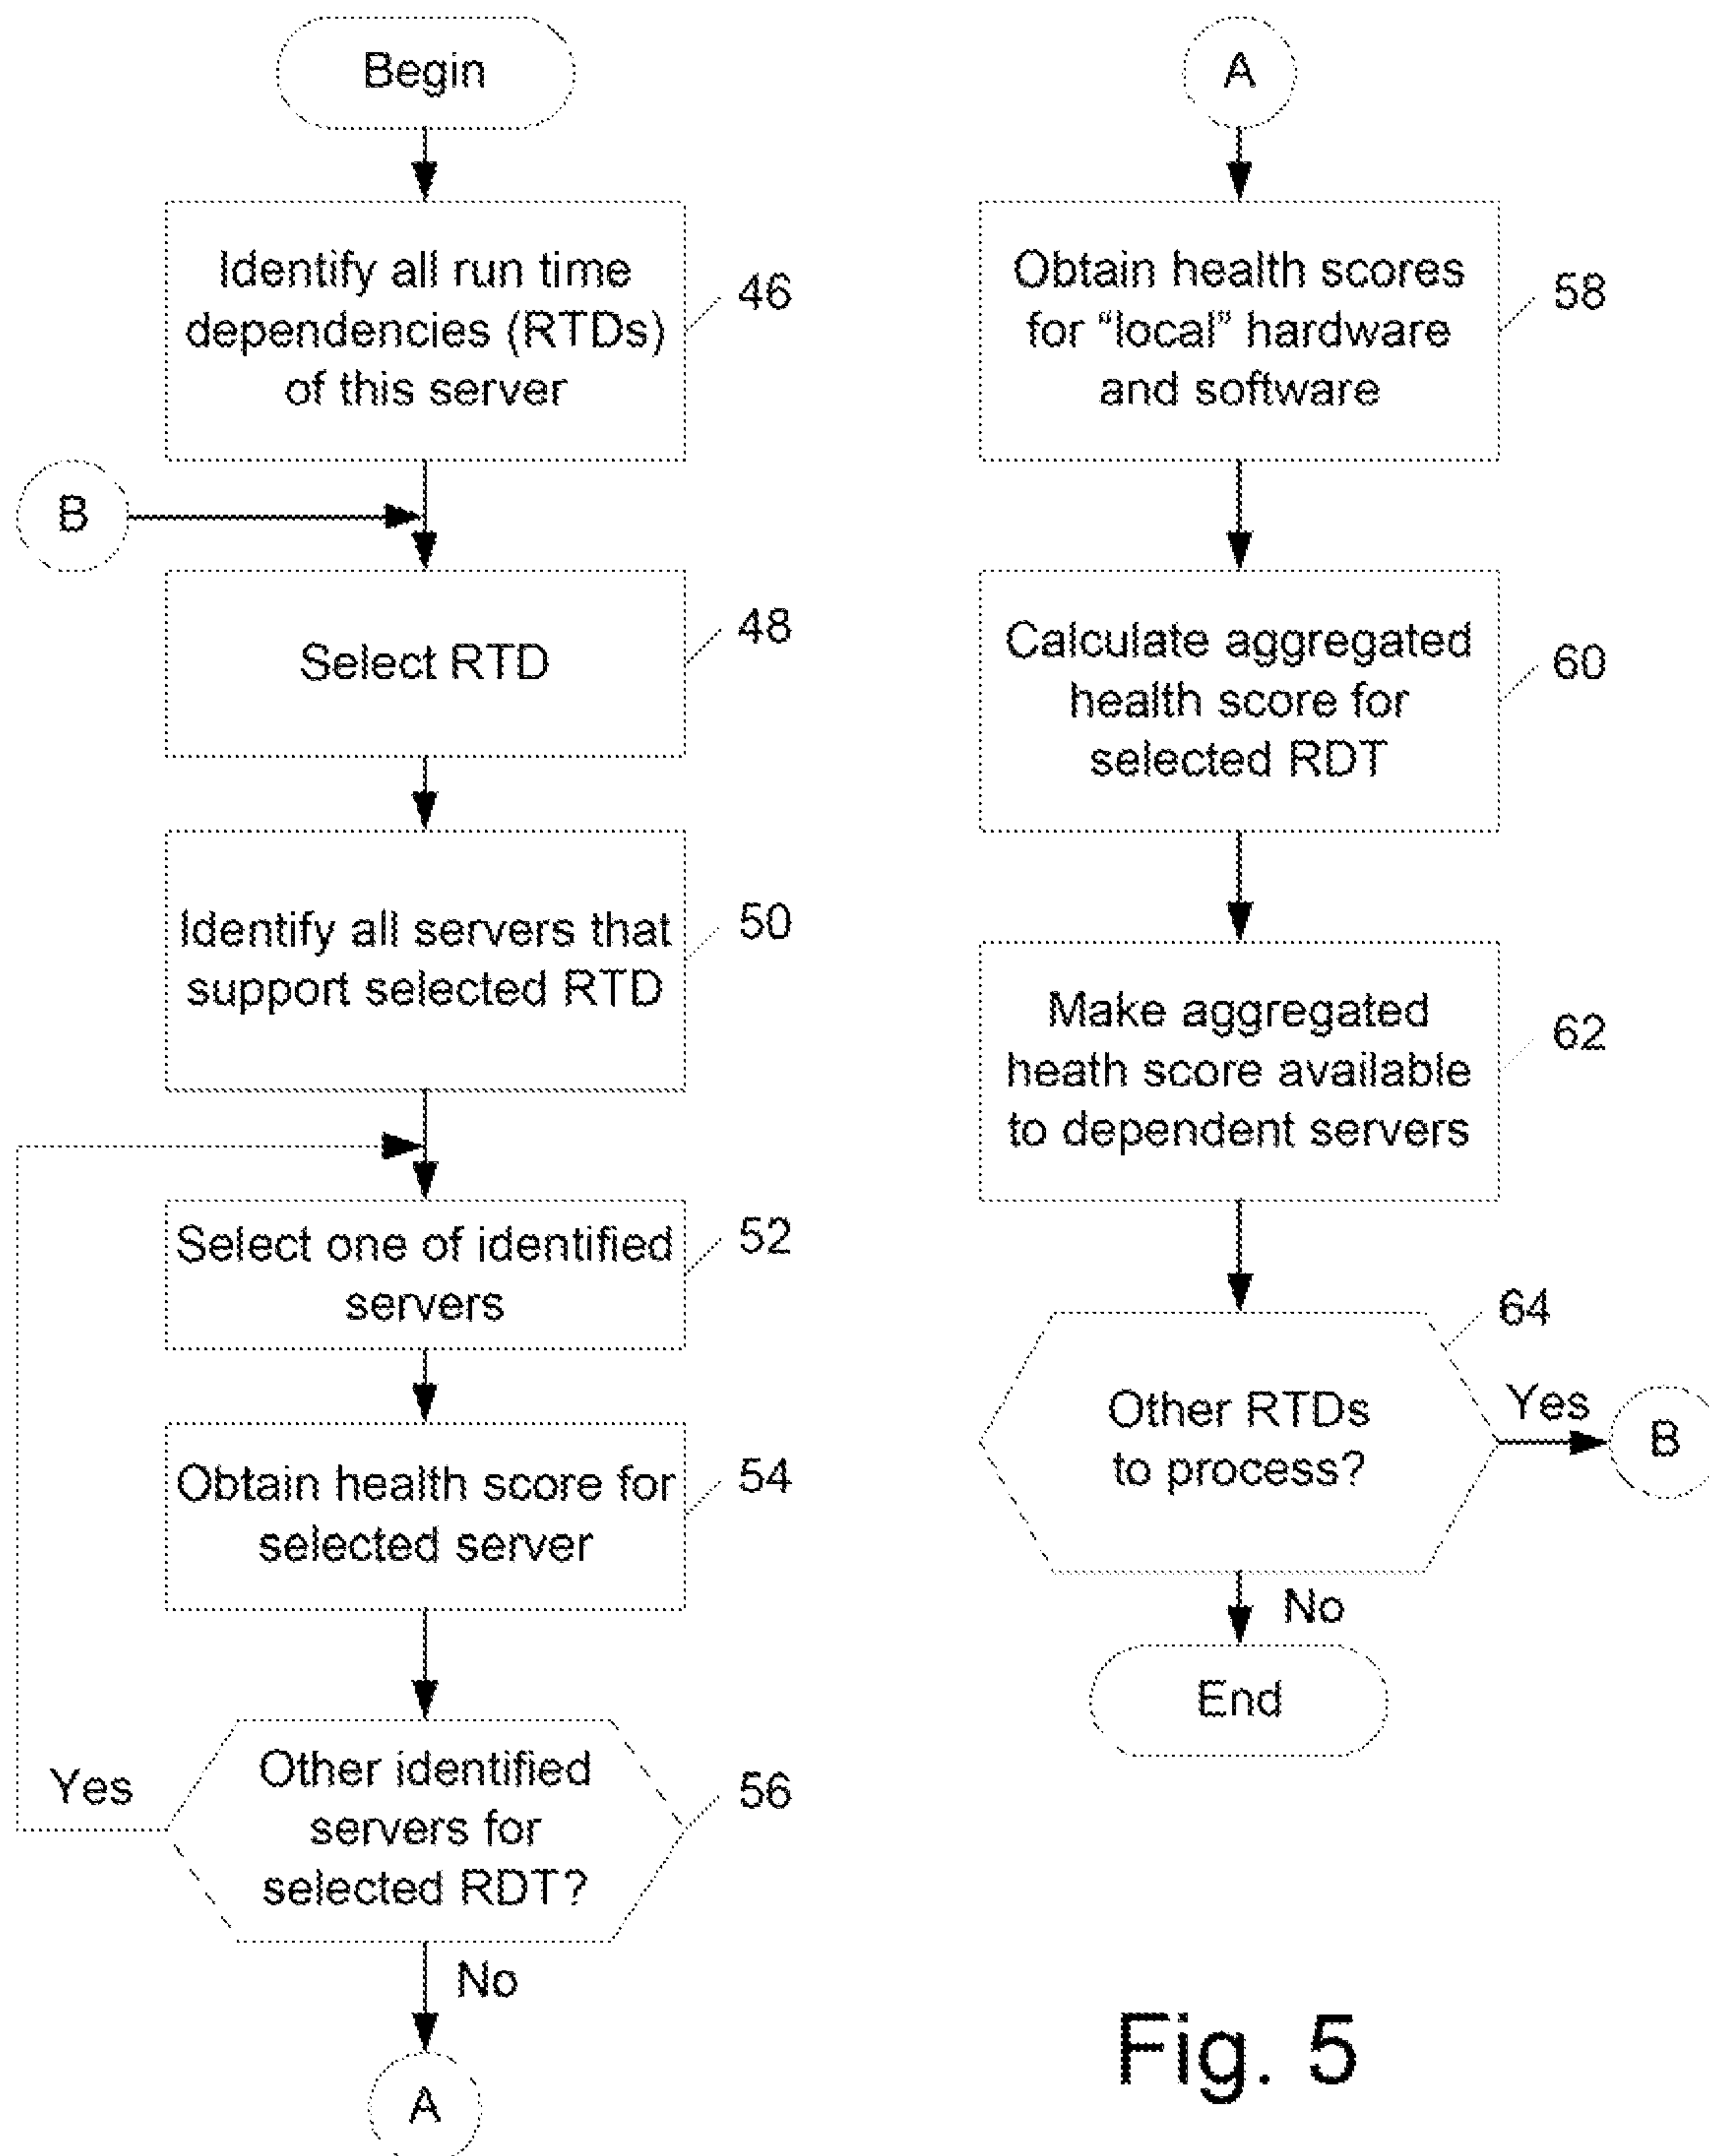 Begin
Identify all run time
dependencies (RTDs)
of this server
46
B
Select RTD
48
Identify all servers that
support selected RTD
50
Select one of identified
servers
52
Obtain health score for
selected server
54
Other identified
servers for
selected RDT?
56
Yes
No
A
A
Obtain health scores
for “local” hardware
and software
58
Calculate aggregated
health score for
selected RDT
60
Make aggregated
heath score available
to dependent servers
62
Other RTDs
to process?
64
Yes
B
No
End
Fig. 5